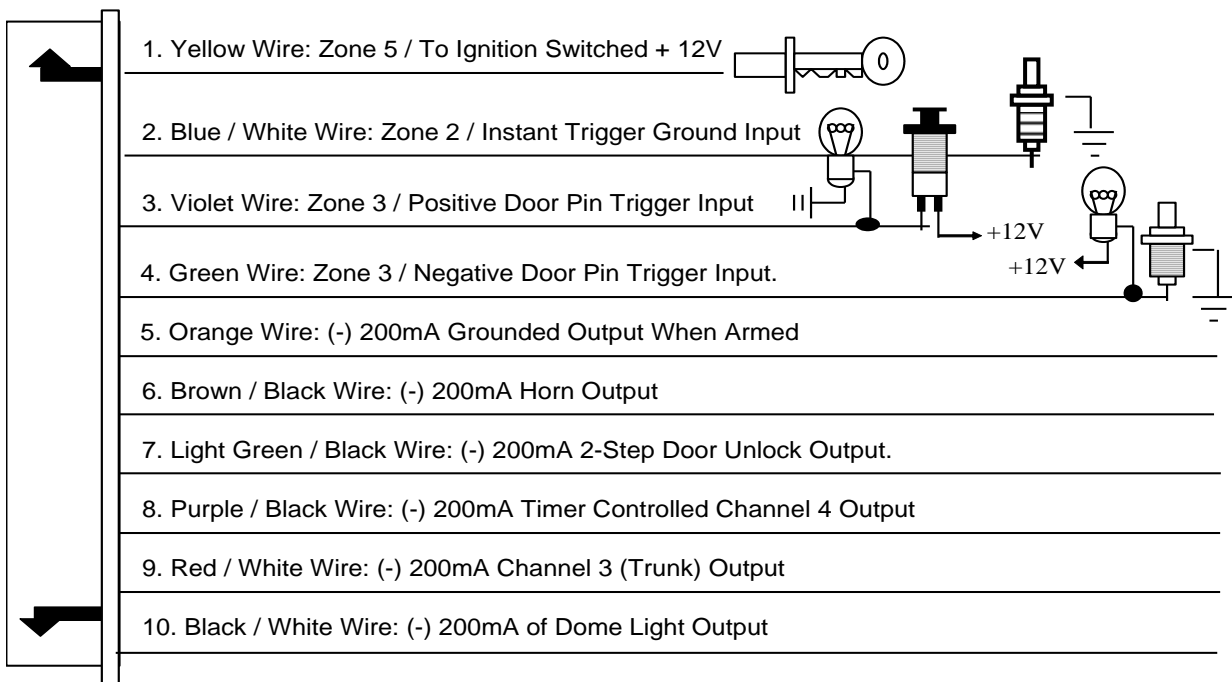 1. Yellow Wire: Zone 5 / To Ignition Switched + 12V
2. Blue / White Wire: Zone 2 / Instant Trigger Ground Input
3. Violet Wire: Zone 3 / Positive Door Pin Trigger Input
+12V
+12V
4. Green Wire: Zone 3 / Negative Door Pin Trigger Input.
5. Orange Wire: (-) 200mA Grounded Output When Armed
6. Brown / Black Wire: (-) 200mA Horn Output
7. Light Green / Black Wire: (-) 200mA 2-Step Door Unlock Output.
8. Purple / Black Wire: (-) 200mA Timer Controlled Channel 4 Output
9. Red / White Wire: (-) 200mA Channel 3 (Trunk) Output
10. Black / White Wire: (-) 200mA of Dome Light Output